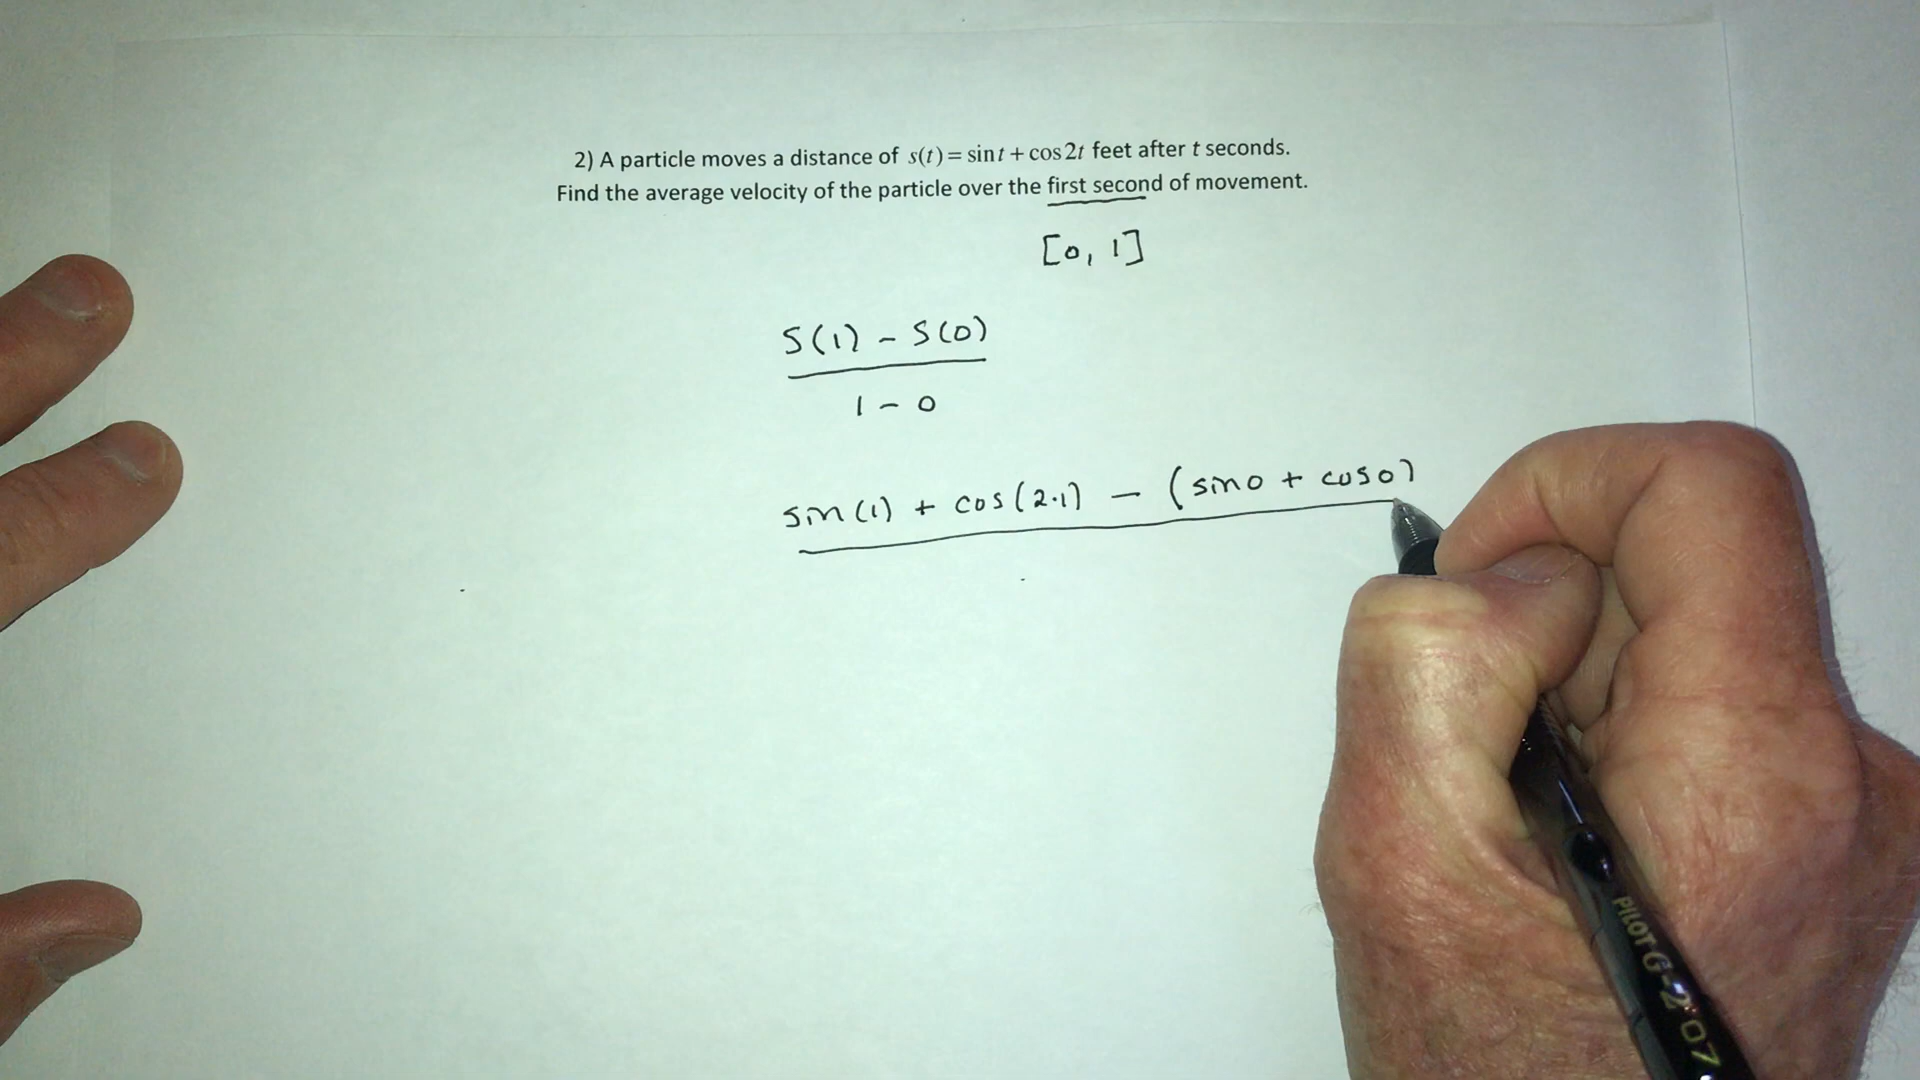 2) A particle moves a distance of s(t) = sin t + cos 2t feet after t seconds.
Find the average velocity of the particle over the first second of movement.
[0, 1]
S(1) - S(0)
1 - 0
sin(1) + cos(2·1) - (sin0 + cos0)
PILOT G-2 07